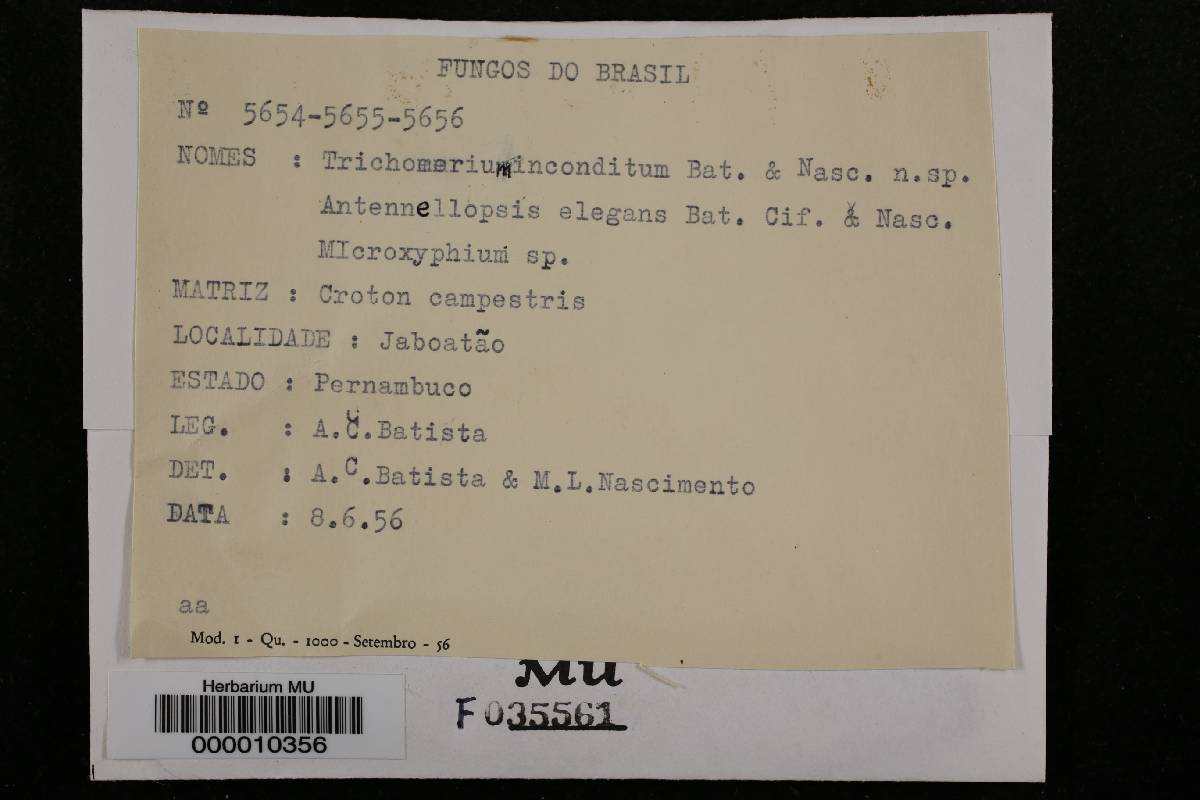 FUNGOS DO BRASIL
Nº 5654-5655-5656
NOMES : Trichomerium inconditum Bat. & Nasc. n.sp.
Antennellopsis elegans Bat. Cif. & Nasc.
MIcroxyphium sp.
MATRIZ : Croton campestris
LOCALIDADE : Jaboatão
ESTADO : Pernambuco
LEG. : A.C.Batista
DET. : A.C.Batista & M.L.Nascimento
DATA : 8.6.56
aa
Mod. 1 - Qu. - 1000 - Setembro - 56
MU
F 035561
Herbarium MU
000010356